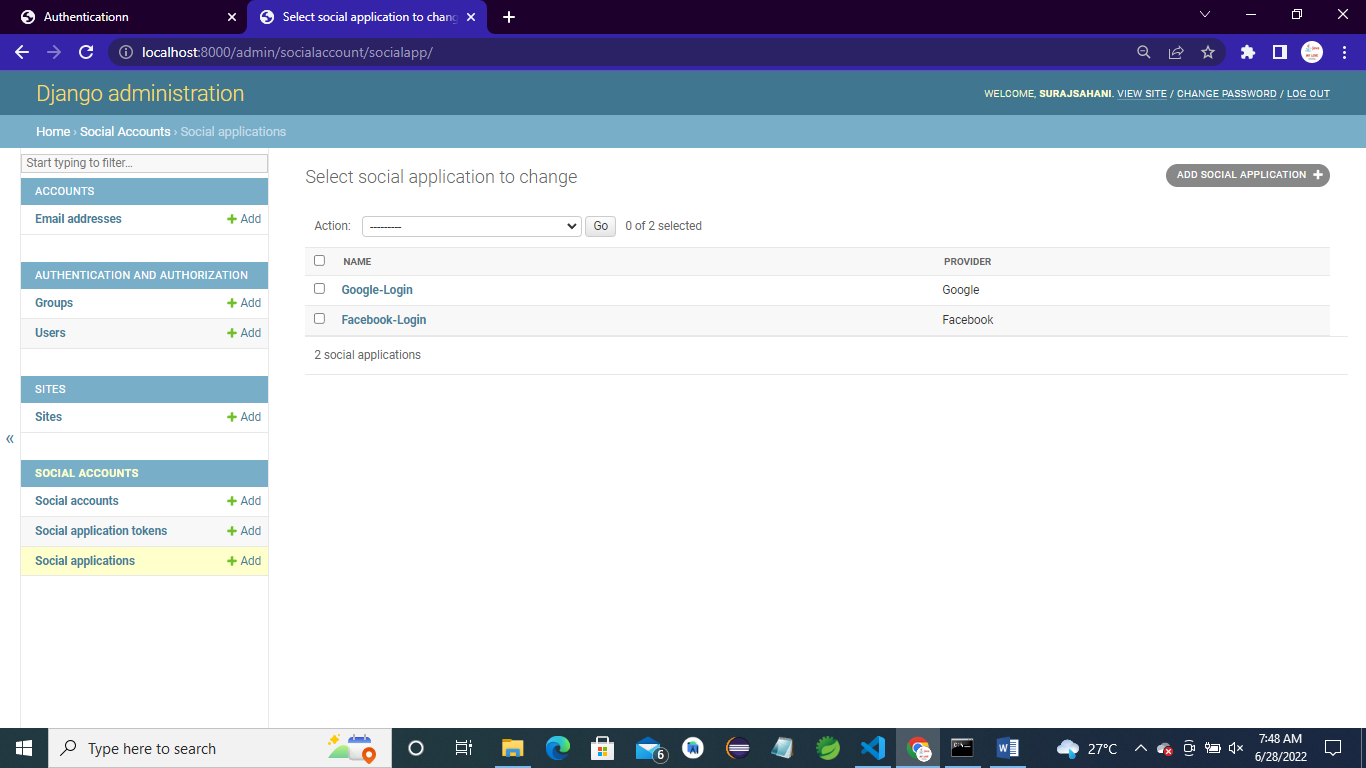 Authenticationn
Select social application to chang
localhost:8000/admin/socialaccount/socialapp/
Django administration
WELCOME, SURAJSAHANI. VIEW SITE / CHANGE PASSWORD / LOG OUT
Home › Social Accounts › Social applications
Start typing to filter...
ACCOUNTS
Email addresses + Add
AUTHENTICATION AND AUTHORIZATION
Groups + Add
Users + Add
SITES
Sites + Add
«
SOCIAL ACCOUNTS
Social accounts + Add
Social application tokens + Add
Social applications + Add
Select social application to change
ADD SOCIAL APPLICATION +
Action: --------- Go 0 of 2 selected
NAME PROVIDER
Google-Login Google
Facebook-Login Facebook
2 social applications
Type here to search
6
27°C
7:48 AM
6/28/2022